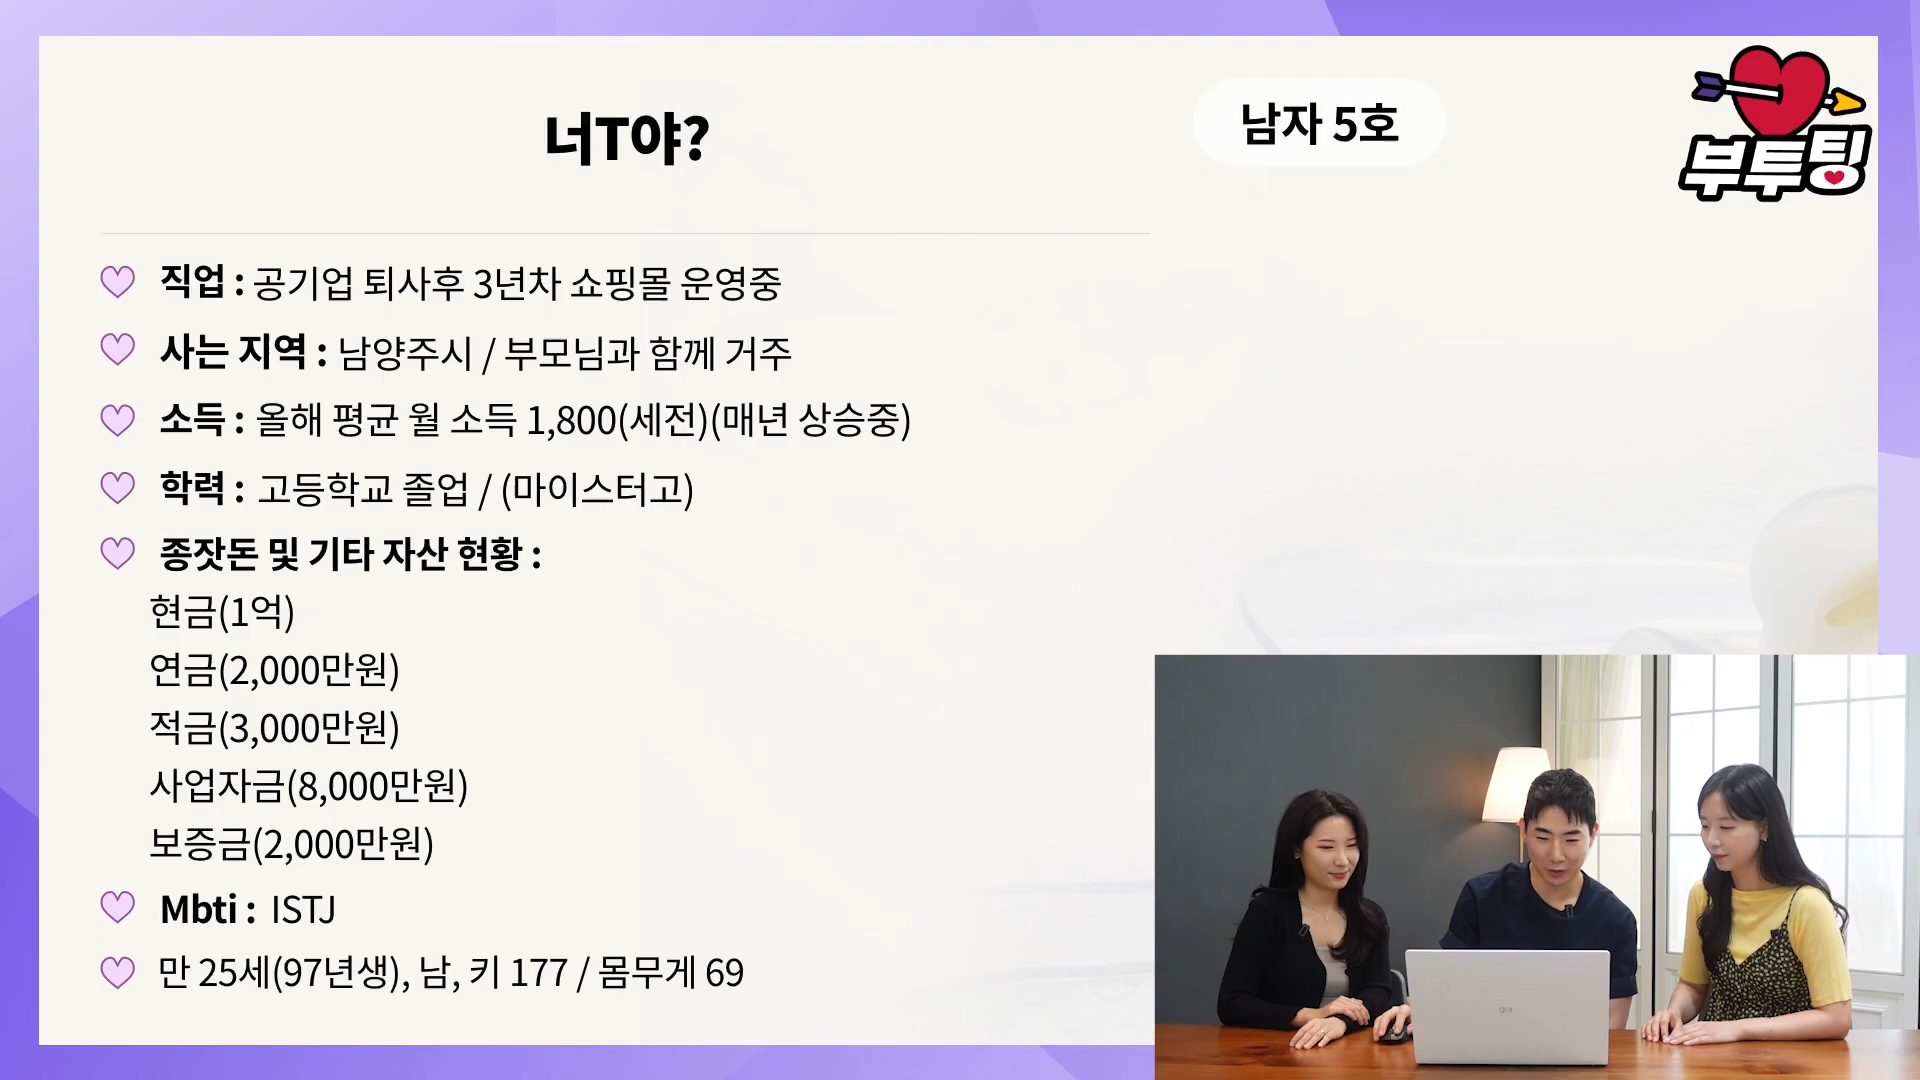 너T야?
남자 5호
부투팅
직업 : 공기업 퇴사후 3년차 쇼핑몰 운영중
사는 지역 : 남양주시 / 부모님과 함께 거주
소득 : 올해 평균 월 소득 1,800(세전)(매년 상승중)
학력 : 고등학교 졸업 / (마이스터고)
종잣돈 및 기타 자산 현황 :
현금(1억)
연금(2,000만원)
적금(3,000만원)
사업자금(8,000만원)
보증금(2,000만원)
Mbti : ISTJ
만 25세(97년생), 남, 키 177 / 몸무게 69